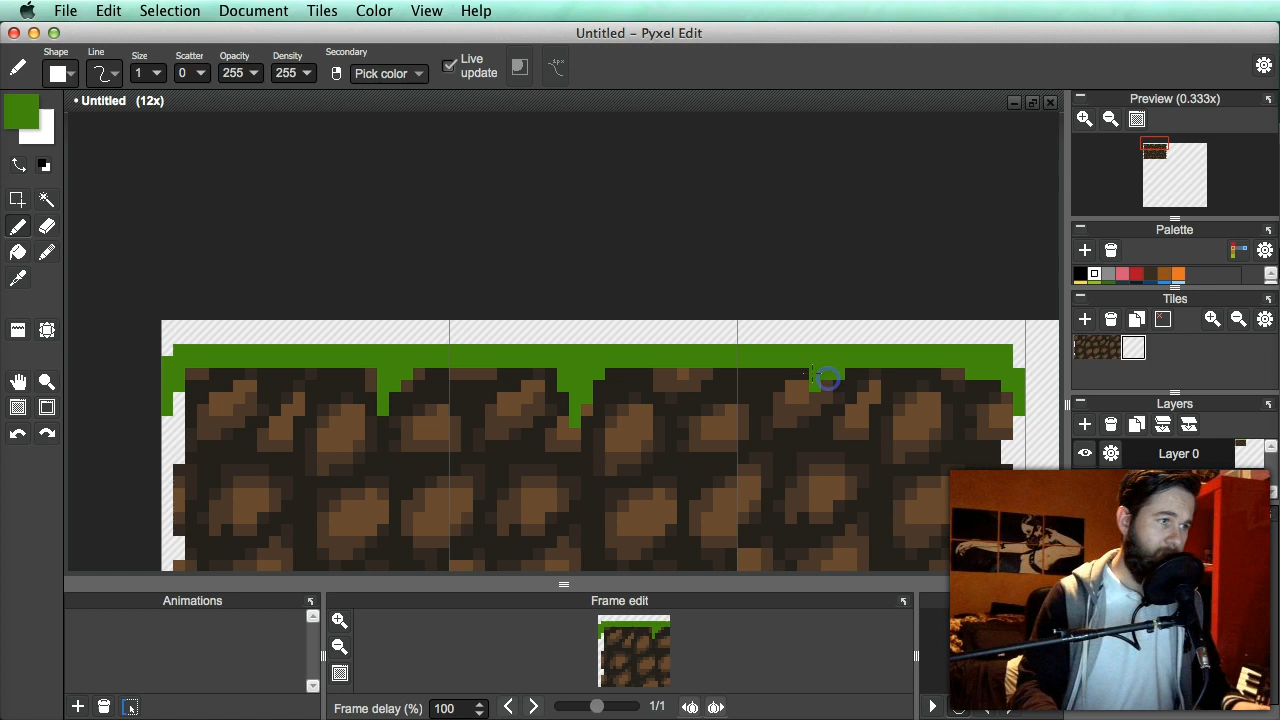 File Edit Selection Document Tiles Color View Help
Untitled – Pyxel Edit
Shape Line Size Scatter Opacity Density Secondary
1 0 255 255 Pick color Live update
• Untitled (12x)
Preview (0.333x)
Palette
Tiles
Layers
Layer 0
Animations
Frame edit
Frame delay (%) 100 1/1